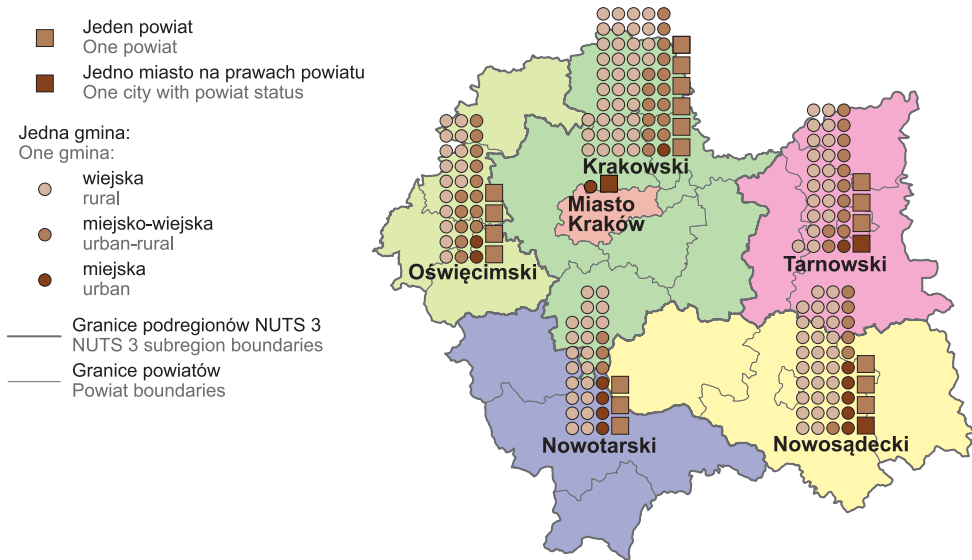 Jeden powiat
One powiat
Jedno miasto na prawach powiatu
One city with powiat status
Jedna gmina:
One gmina:
wiejska
rural
miejsko-wiejska
urban-rural
miejska
urban
Granice podregionów NUTS 3
NUTS 3 subregion boundaries
Granice powiatów
Powiat boundaries
Krakowski
Miasto
Kraków
Oświęcimski
Tarnowski
Nowotarski
Nowosądecki